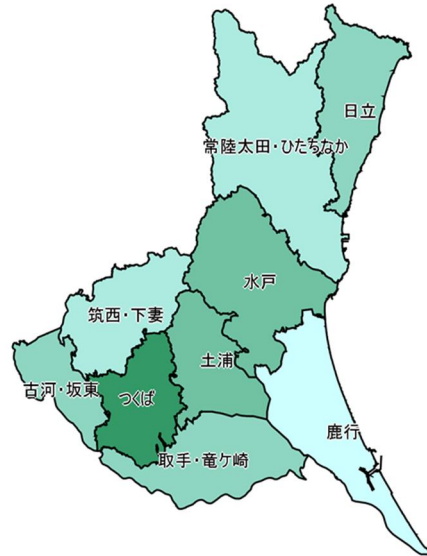 日立
常陸太田・ひたちなか
水戸
筑西・下妻
土浦
古河・坂東
つくば
鹿行
取手・竜ケ崎